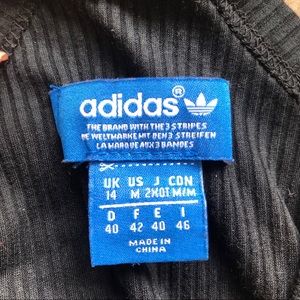 adidas®
THE BRAND WITH THE 3 STRIPES
DIE WELTMARKE MIT DEN 3 STREIFEN
LA MARQUE AUX 3 BANDES
UK US J CDN
14 M 2XOT M/M
D F E I
40 42 40 46
MADE IN
CHINA